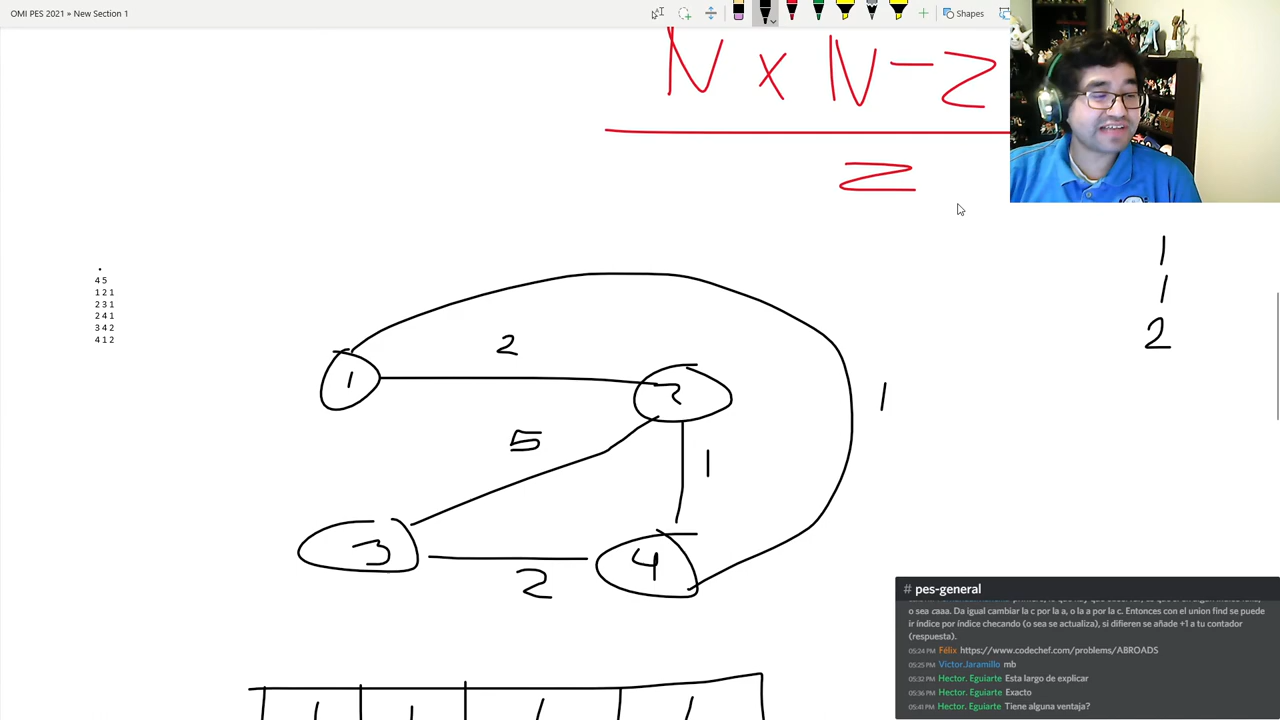 OMI PES 2021 » New Section 1
Shapes
N x N - 2
2
4 5
1 2 1
2 3 1
2 4 1
3 4 2
4 1 2
1
1
2
2
1
2
1
5
1
3
4
2
# pes-general
o sea caaa. Da igual cambiar la c por la a, o la a por la c. Entonces con el union find se puede
ir índice por índice checando (o sea se actualiza), si difieren se añade +1 a tu contador
(respuesta).
05:24 PM Félix https://www.codechef.com/problems/ABROADS
05:25 PM Victor.Jaramillo mb
05:32 PM Hector. Eguiarte Esta largo de explicar
05:36 PM Hector. Eguiarte Exacto
05:41 PM Hector. Eguiarte Tiene alguna ventaja?